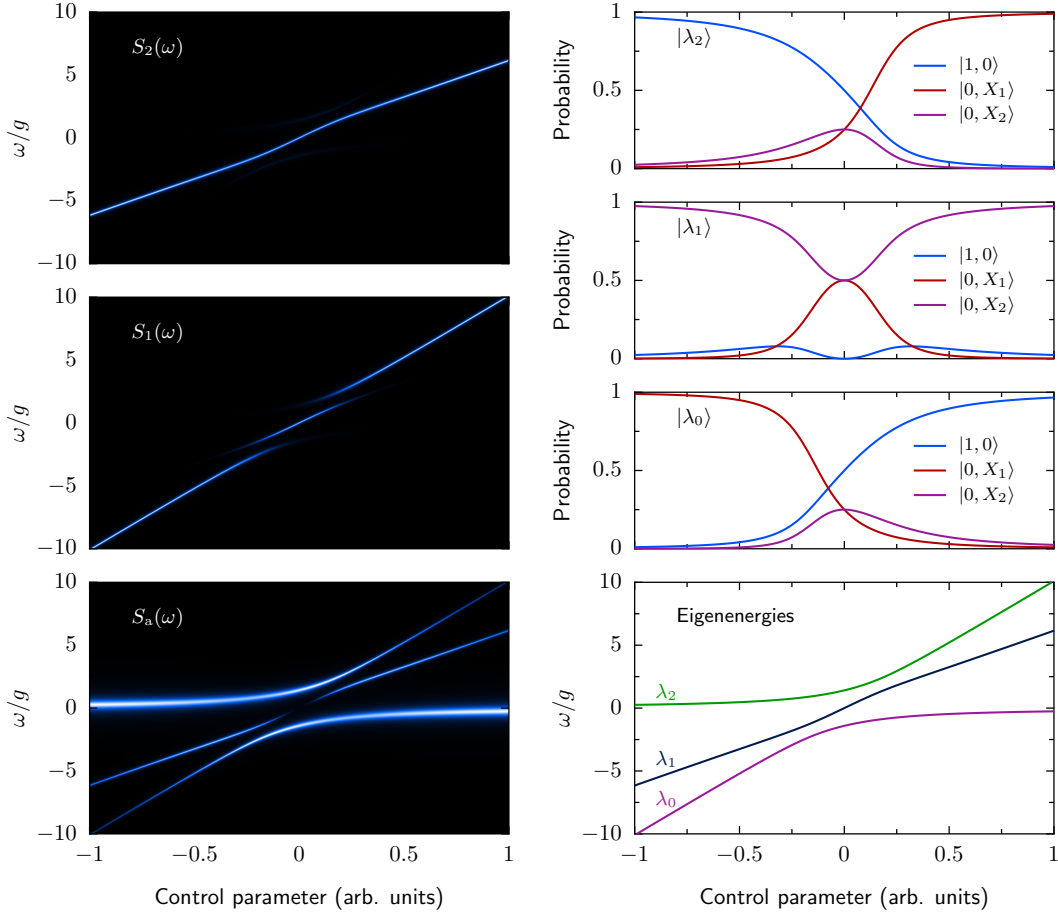 10
5
0
−5
−10
ω/g
S₂(ω)
10
5
0
−5
−10
ω/g
S₁(ω)
10
5
0
−5
−10
ω/g
Sₐ(ω)
−1
−0.5
0
0.5
1
Control parameter (arb. units)
1
0.5
0
Probability
|λ₂⟩
|1, 0⟩
|0, X₁⟩
|0, X₂⟩
1
0.5
0
Probability
|λ₁⟩
|1, 0⟩
|0, X₁⟩
|0, X₂⟩
1
0.5
0
Probability
|λ₀⟩
|1, 0⟩
|0, X₁⟩
|0, X₂⟩
10
5
0
−5
−10
ω/g
Eigenenergies
λ₂
λ₁
λ₀
−1
−0.5
0
0.5
1
Control parameter (arb. units)